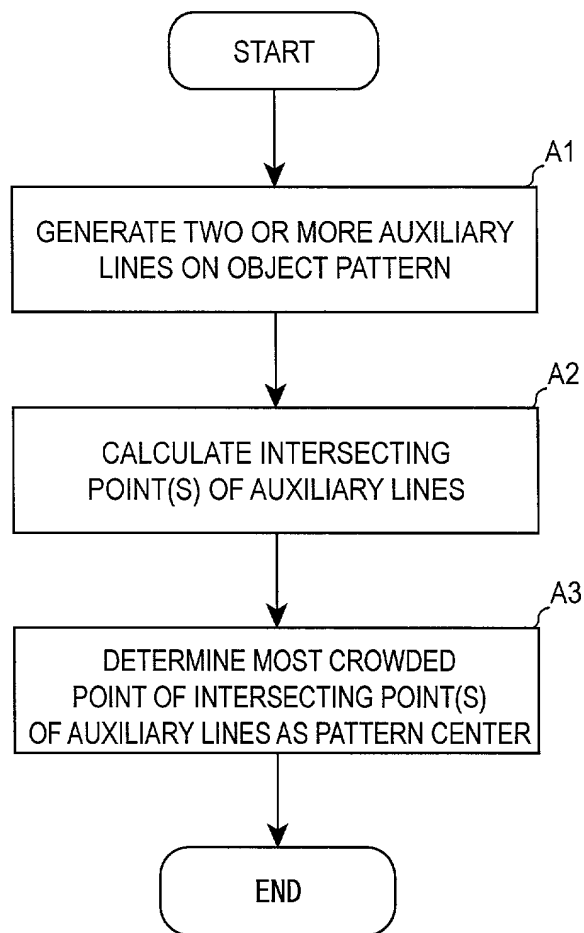 START
A1
GENERATE TWO OR MORE AUXILIARY
LINES ON OBJECT PATTERN
A2
CALCULATE INTERSECTING
POINT(S) OF AUXILIARY LINES
A3
DETERMINE MOST CROWDED
POINT OF INTERSECTING POINT(S)
OF AUXILIARY LINES AS PATTERN CENTER
END